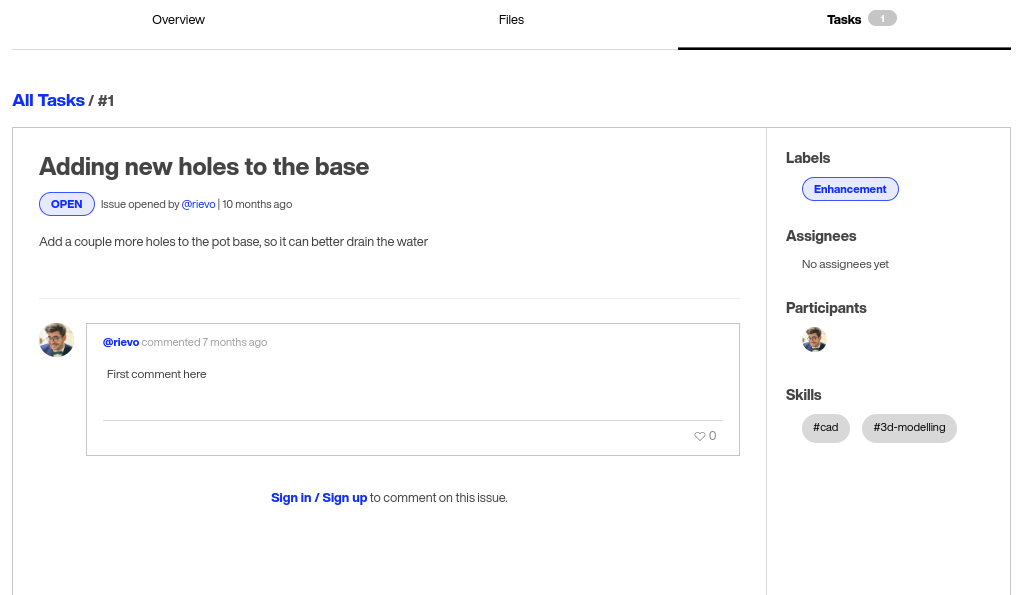 Overview Files Tasks 1
All Tasks / #1
Adding new holes to the base
OPEN Issue opened by @rievo | 10 months ago
Add a couple more holes to the pot base, so it can better drain the water
@rievo commented 7 months ago
First comment here
0
Sign in / Sign up to comment on this issue.
Labels
Enhancement
Assignees
No assignees yet
Participants
Skills
#cad #3d-modelling